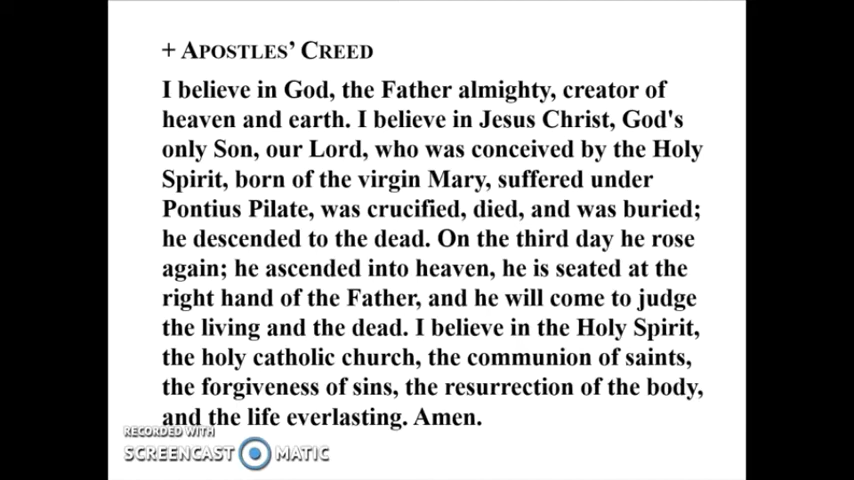 + APOSTLES’ CREED
I believe in God, the Father almighty, creator of
heaven and earth. I believe in Jesus Christ, God's
only Son, our Lord, who was conceived by the Holy
Spirit, born of the virgin Mary, suffered under
Pontius Pilate, was crucified, died, and was buried;
he descended to the dead. On the third day he rose
again; he ascended into heaven, he is seated at the
right hand of the Father, and he will come to judge
the living and the dead. I believe in the Holy Spirit,
the holy catholic church, the communion of saints,
the forgiveness of sins, the resurrection of the body,
and the life everlasting. Amen.
RECORDED WITH
SCREENCAST MATIC